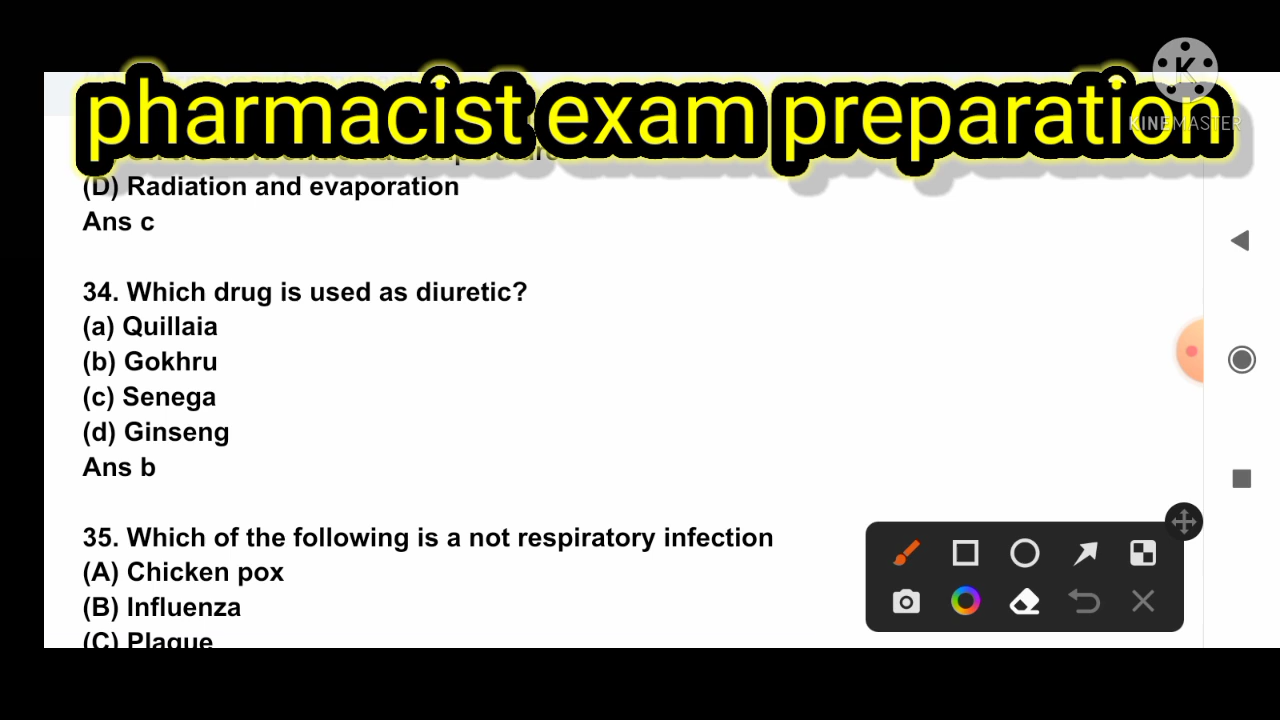 pharmacist exam preparation
KINEMASTER
(D) Radiation and evaporation
Ans c
34. Which drug is used as diuretic?
(a) Quillaia
(b) Gokhru
(c) Senega
(d) Ginseng
Ans b
35. Which of the following is a not respiratory infection
(A) Chicken pox
(B) Influenza
(C) Plague